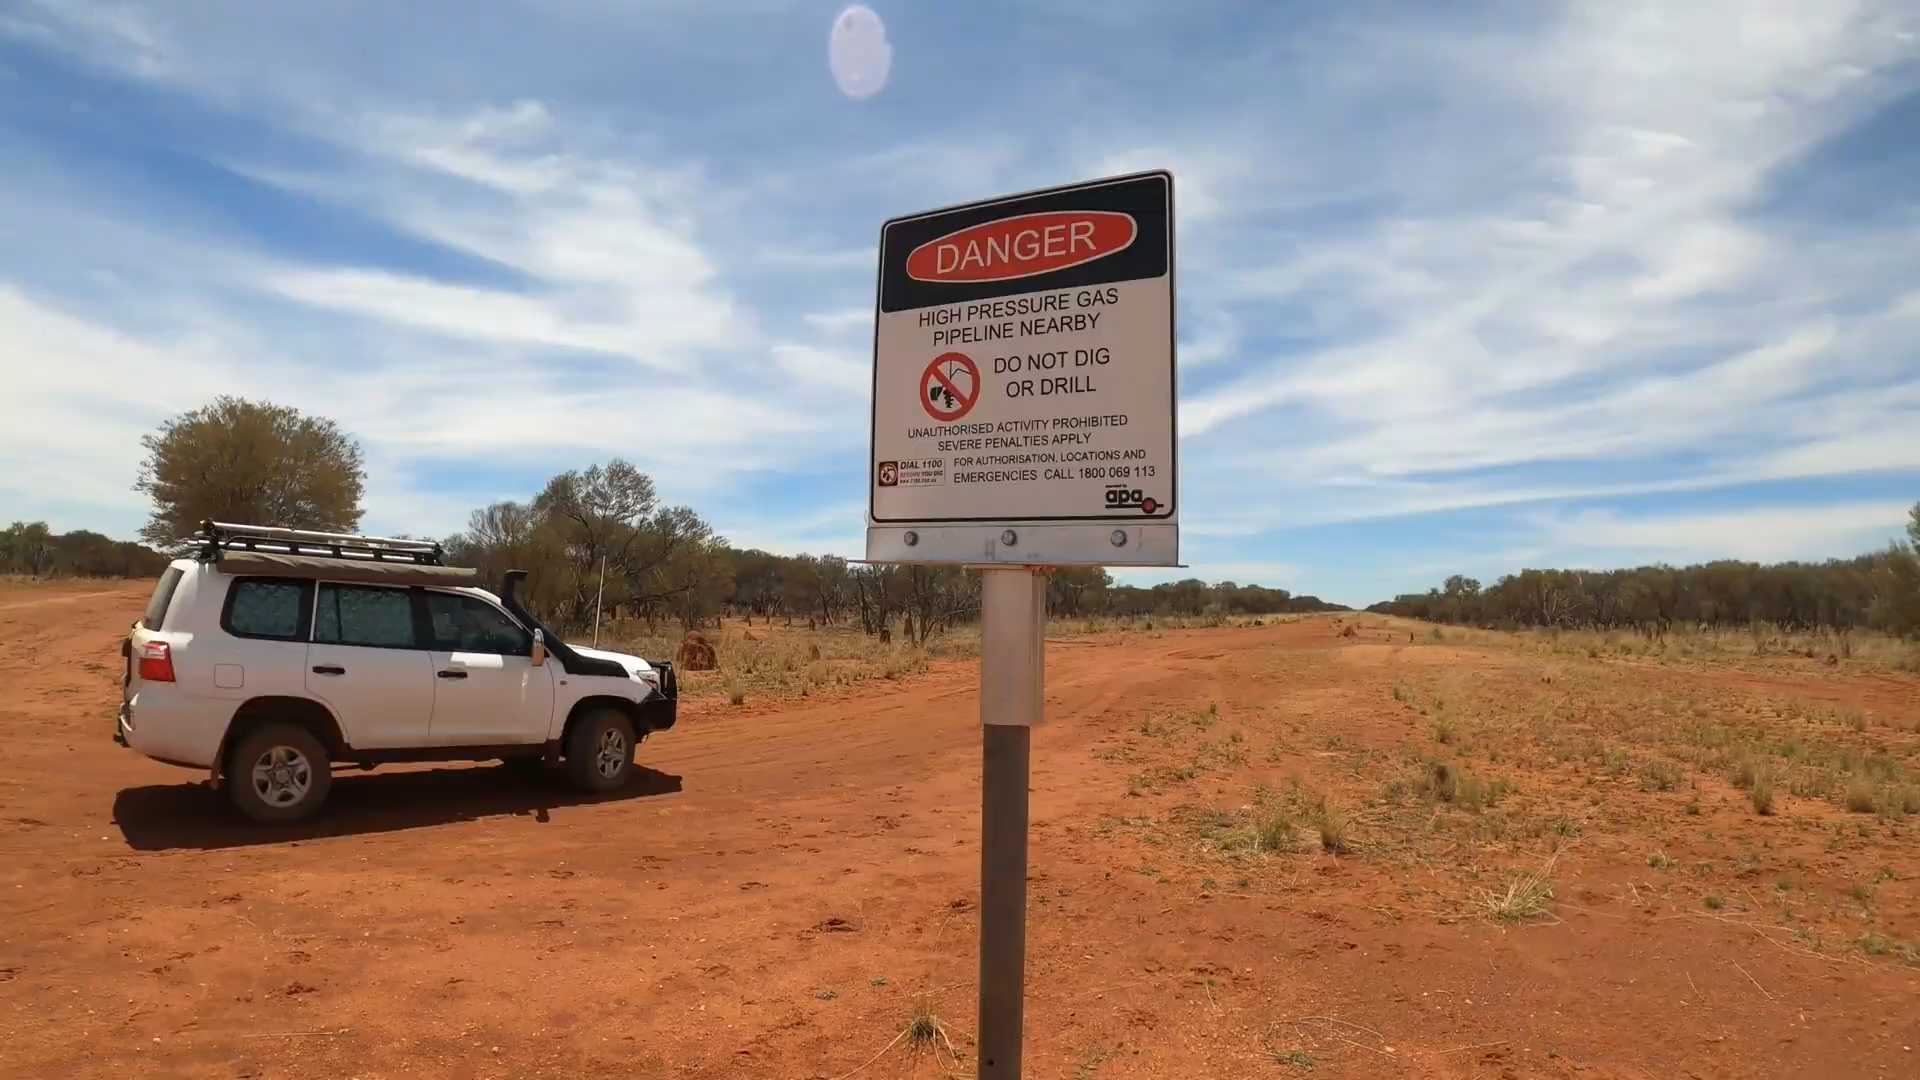 DANGER
HIGH PRESSURE GAS
PIPELINE NEARBY
DO NOT DIG
OR DRILL
UNAUTHORISED ACTIVITY PROHIBITED
SEVERE PENALTIES APPLY
DIAL 1100
BEFORE YOU DIG
FOR AUTHORISATION, LOCATIONS AND
EMERGENCIES CALL 1800 069 113
apa